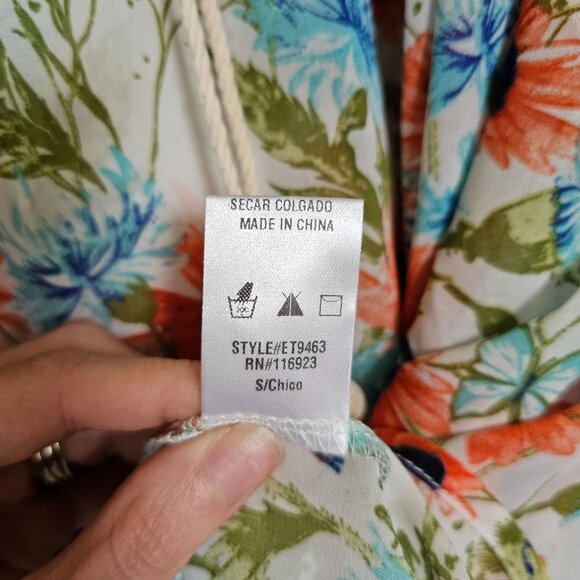 SECAR COLGADO
MADE IN CHINA
STYLE#ET9463
RN#116923
S/Chico